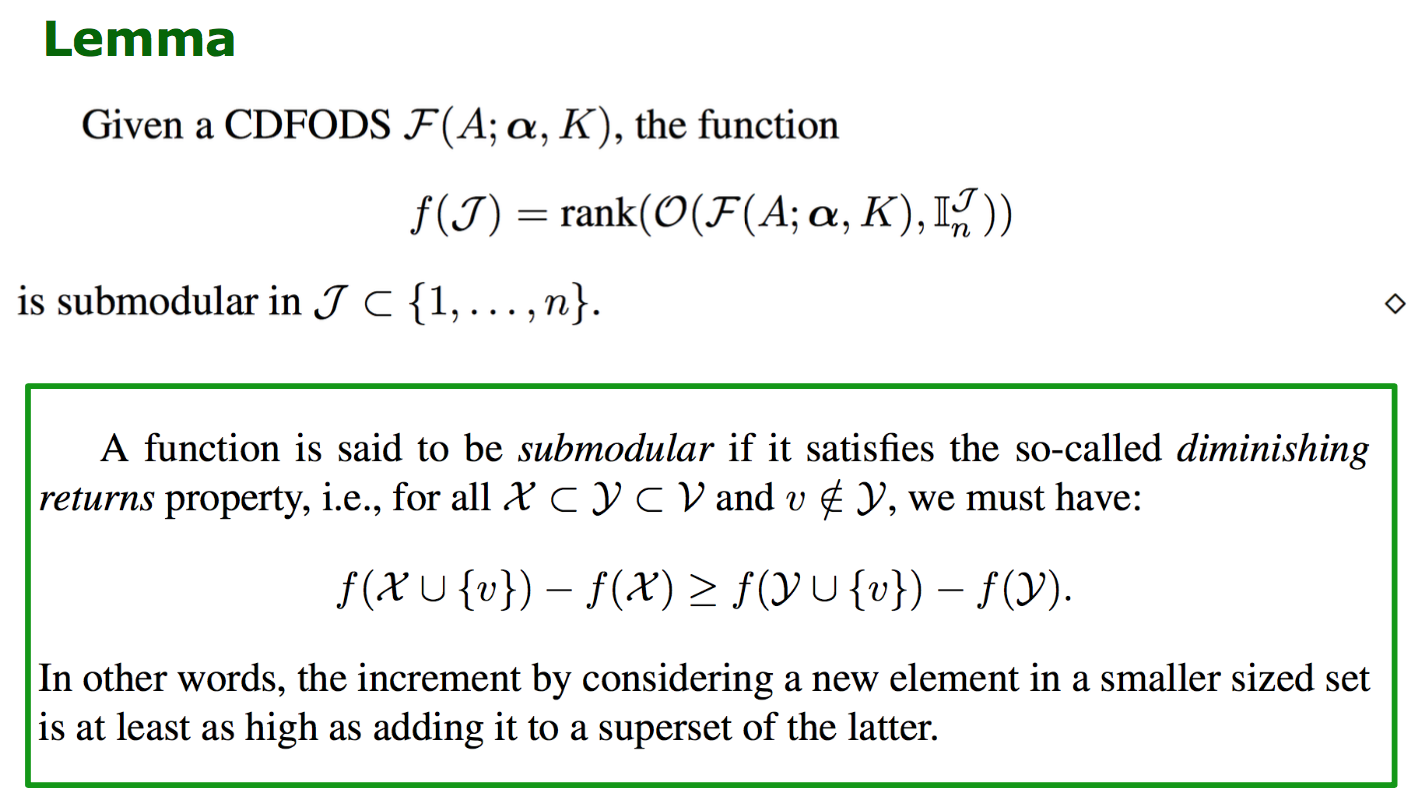 Lemma
Given a CDFODS 𝓕(A; 𝜶, K), the function
f(𝒥) = rank(𝒪(𝓕(A; 𝜶, K), 𝕀ₙ^𝒥))
is submodular in 𝒥 ⊂ {1, . . . , n}. ⋄
A function is said to be submodular if it satisfies the so-called diminishing
returns property, i.e., for all 𝒳 ⊂ 𝒴 ⊂ 𝒱 and v ∉ 𝒴, we must have:
f(𝒳 ∪ {v}) − f(𝒳) ≥ f(𝒴 ∪ {v}) − f(𝒴).
In other words, the increment by considering a new element in a smaller sized set
is at least as high as adding it to a superset of the latter.